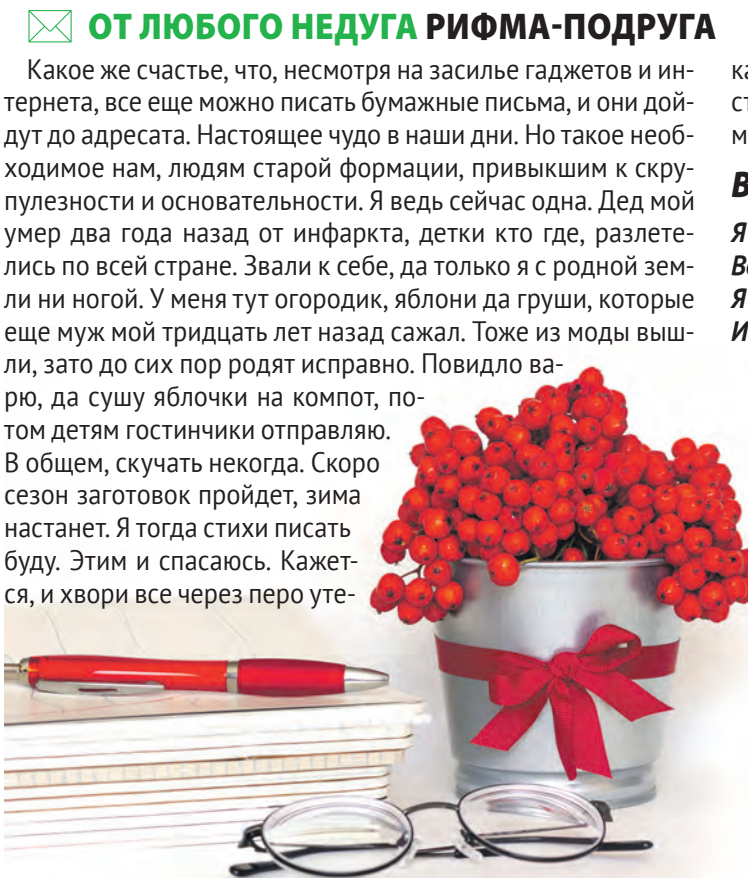 ОТ ЛЮБОГО НЕДУГА РИФМА-ПОДРУГА
Какое же счастье, что, несмотря на засилье гаджетов и ин-
тернета, все еще можно писать бумажные письма, и они дой-
дут до адресата. Настоящее чудо в наши дни. Но такое необ-
ходимое нам, людям старой формации, привыкшим к скру-
пулезности и основательности. Я ведь сейчас одна. Дед мой
умер два года назад от инфаркта, детки кто где, разлете-
лись по всей стране. Звали к себе, да только я с родной зем-
ли ни ногой. У меня тут огородик, яблони да груши, которые
еще муж мой тридцать лет назад сажал. Тоже из моды выш-
ли, зато до сих пор родят исправно. Повидло ва-
рю, да сушу яблочки на компот, по-
том детям гостинчики отправляю.
В общем, скучать некогда. Скоро
сезон заготовок пройдет, зима
настанет. Я тогда стихи писать
буду. Этим и спасаюсь. Кажет-
ся, и хвори все через перо уте-
Я
Я
И